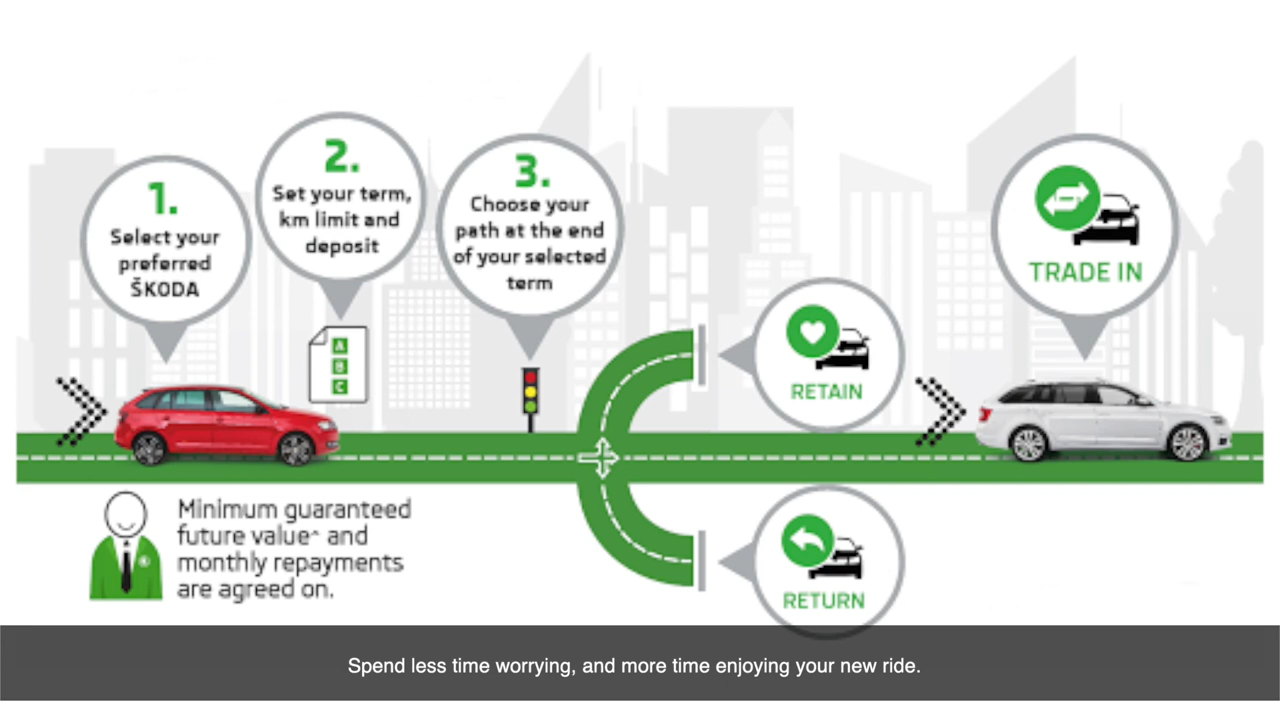 1.
Select your
preferred
ŠKODA
2.
Set your term,
km limit and
deposit
3.
Choose your
path at the end
of your selected
term
A
B
C
TRADE IN
RETAIN
RETURN
Minimum guaranteed
future value^ and
monthly repayments
are agreed on.
Spend less time worrying, and more time enjoying your new ride.